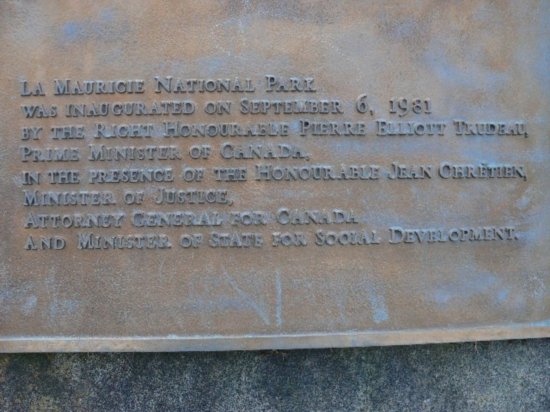 La Mauricie National Park
was inaugurated on September 6, 1981
by the Right Honourable Pierre Elliott Trudeau,
Prime Minister of Canada,
in the presence of the Honourable Jean Chrétien,
Minister of Justice,
Attorney General for Canada
and Minister of State for Social Development.